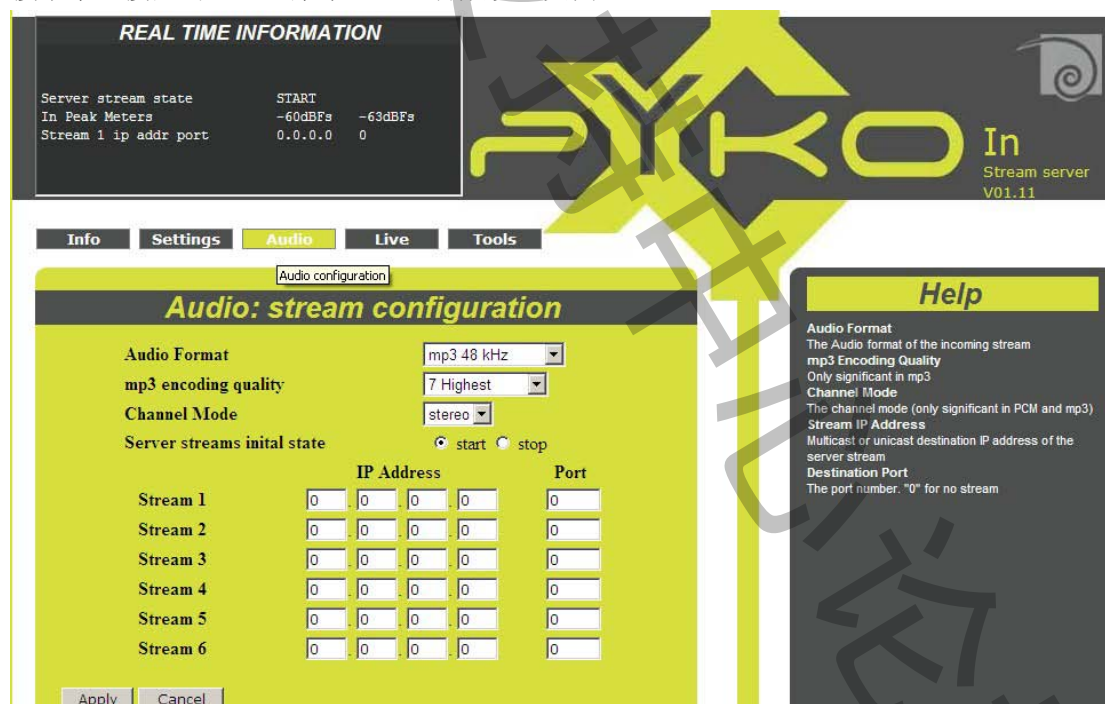 REAL TIME INFORMATION
Server stream state START
In Peak Meters -60dBFs -63dBFs
Stream 1 ip addr port 0.0.0.0 0
PYKO
In
Stream server
V01.11
Info Settings Audio Live Tools
Audio configuration
Audio: stream configuration
Audio Format mp3 48 kHz
mp3 encoding quality 7 Highest
Channel Mode stereo
Server streams inital state start stop
IP Address Port
Stream 1 0 . 0 . 0 . 0 0
Stream 2 0 . 0 . 0 . 0 0
Stream 3 0 . 0 . 0 . 0 0
Stream 4 0 . 0 . 0 . 0 0
Stream 5 0 . 0 . 0 . 0 0
Stream 6 0 . 0 . 0 . 0 0
Apply Cancel
Help
Audio Format
The Audio format of the incoming stream
mp3 Encoding Quality
Only significant in mp3
Channel Mode
The channel mode (only significant in PCM and mp3)
Stream IP Address
Multicast or unicast destination IP address of the
server stream
Destination Port
The port number. "0" for no stream